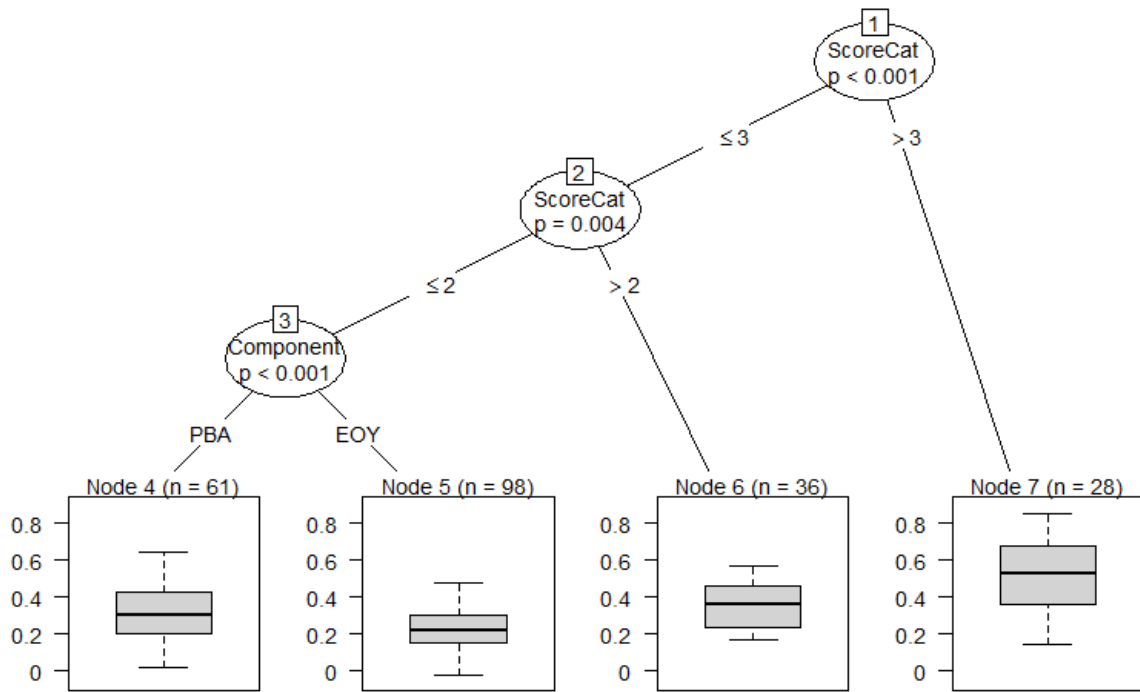 1
ScoreCat
p < 0.001
≤ 3
> 3
2
ScoreCat
p = 0.004
≤ 2
> 2
3
Component
p < 0.001
PBA
EOY
Node 4 (n = 61)
0.8
0.6
0.4
0.2
0
Node 5 (n = 98)
0.8
0.6
0.4
0.2
0
Node 6 (n = 36)
0.8
0.6
0.4
0.2
0
Node 7 (n = 28)
0.8
0.6
0.4
0.2
0